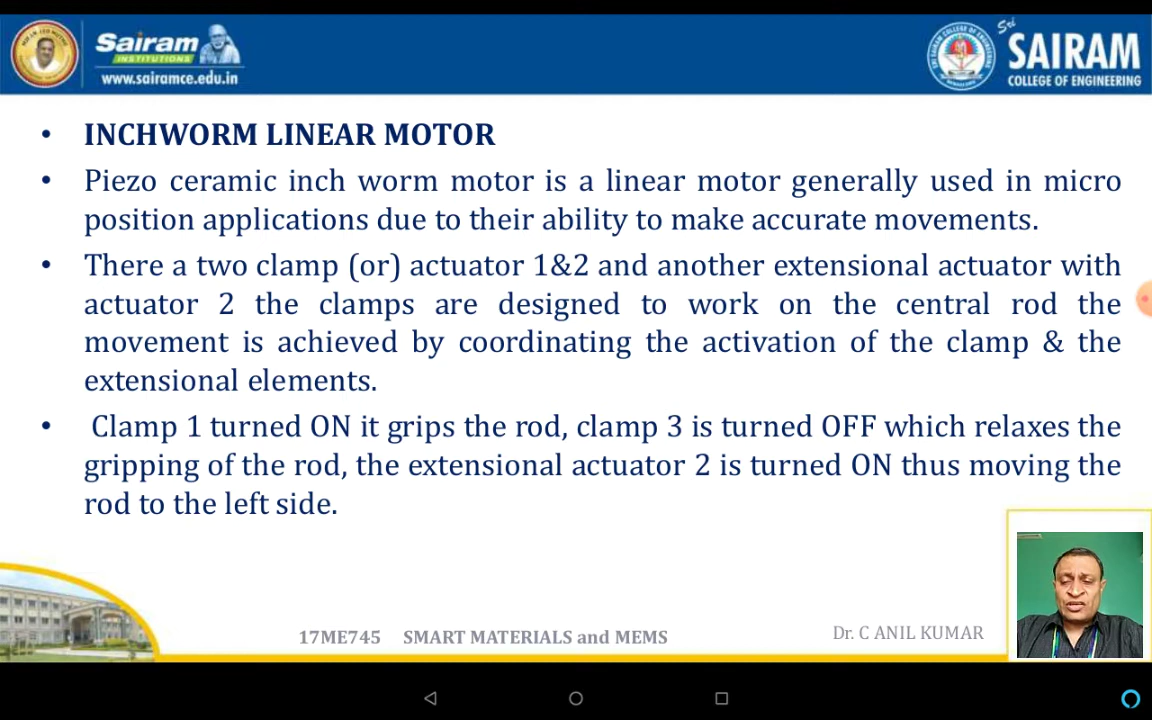 Sairam
INSTITUTIONS
www.sairamce.edu.in
Sri
SAIRAM
COLLEGE OF ENGINEERING
• INCHWORM LINEAR MOTOR
• Piezo ceramic inch worm motor is a linear motor generally used in micro
position applications due to their ability to make accurate movements.
• There a two clamp (or) actuator 1&2 and another extensional actuator with
actuator 2 the clamps are designed to work on the central rod the
movement is achieved by coordinating the activation of the clamp & the
extensional elements.
• Clamp 1 turned ON it grips the rod, clamp 3 is turned OFF which relaxes the
gripping of the rod, the extensional actuator 2 is turned ON thus moving the
rod to the left side.
17ME745 SMART MATERIALS and MEMS
Dr. C ANIL KUMAR